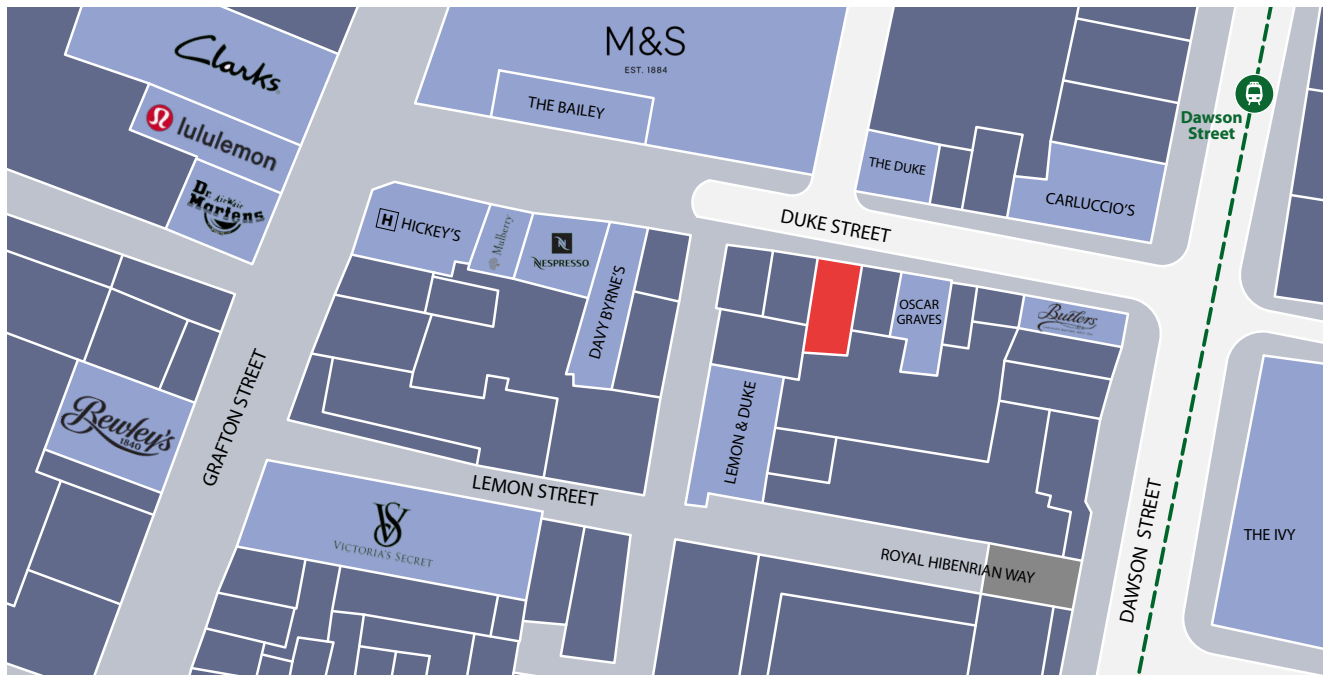 Clarks
M&S
EST. 1884
THE BAILEY
lululemon
Dr. AirWair
Martens
Dawson
Street
THE DUKE
CARLUCCIO'S
DUKE STREET
H HICKEY'S
Mulberry
NESPRESSO
DAVY BYRNE'S
OSCAR
GRAVES
Butlers
GRAFTON STREET
Bewley's
1840
LEMON & DUKE
LEMON STREET
VS
VICTORIA'S SECRET
ROYAL HIBENRIAN WAY
DAWSON STREET
THE IVY